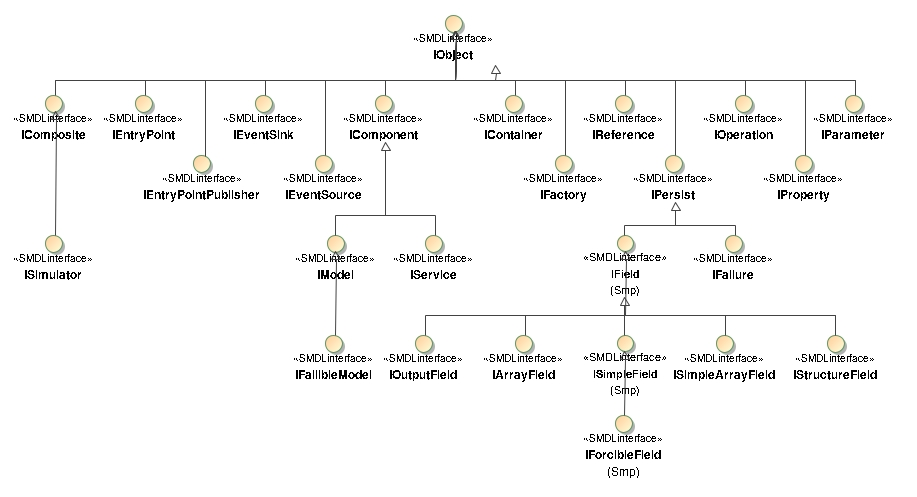 «SMDLinterface»
IObject
«SMDLinterface» «SMDLinterface» «SMDLinterface» «SMDLinterface» «SMDLinterface» «SMDLinterface» «SMDLinterface» «SMDLinterface»
IComposite IEntryPoint IEventSink IComponent IContainer IReference IOperation IParameter
«SMDLinterface» «SMDLinterface» «SMDLinterface» «SMDLinterface» «SMDLinterface»
IEntryPointPublisher IEventSource IFactory IPersist IProperty
«SMDLinterface» «SMDLinterface» «SMDLinterface» «SMDLinterface» «SMDLinterface»
ISimulator IModel IService IField IFailure
(Smp)
«SMDLinterface» «SMDLinterface» «SMDLinterface» «SMDLinterface» «SMDLinterface» «SMDLinterface»
IFallibleModel IOutputField IArrayField ISimpleField ISimpleArrayField IStructureField
(Smp)
«SMDLinterface»
IForcibleField
(Smp)